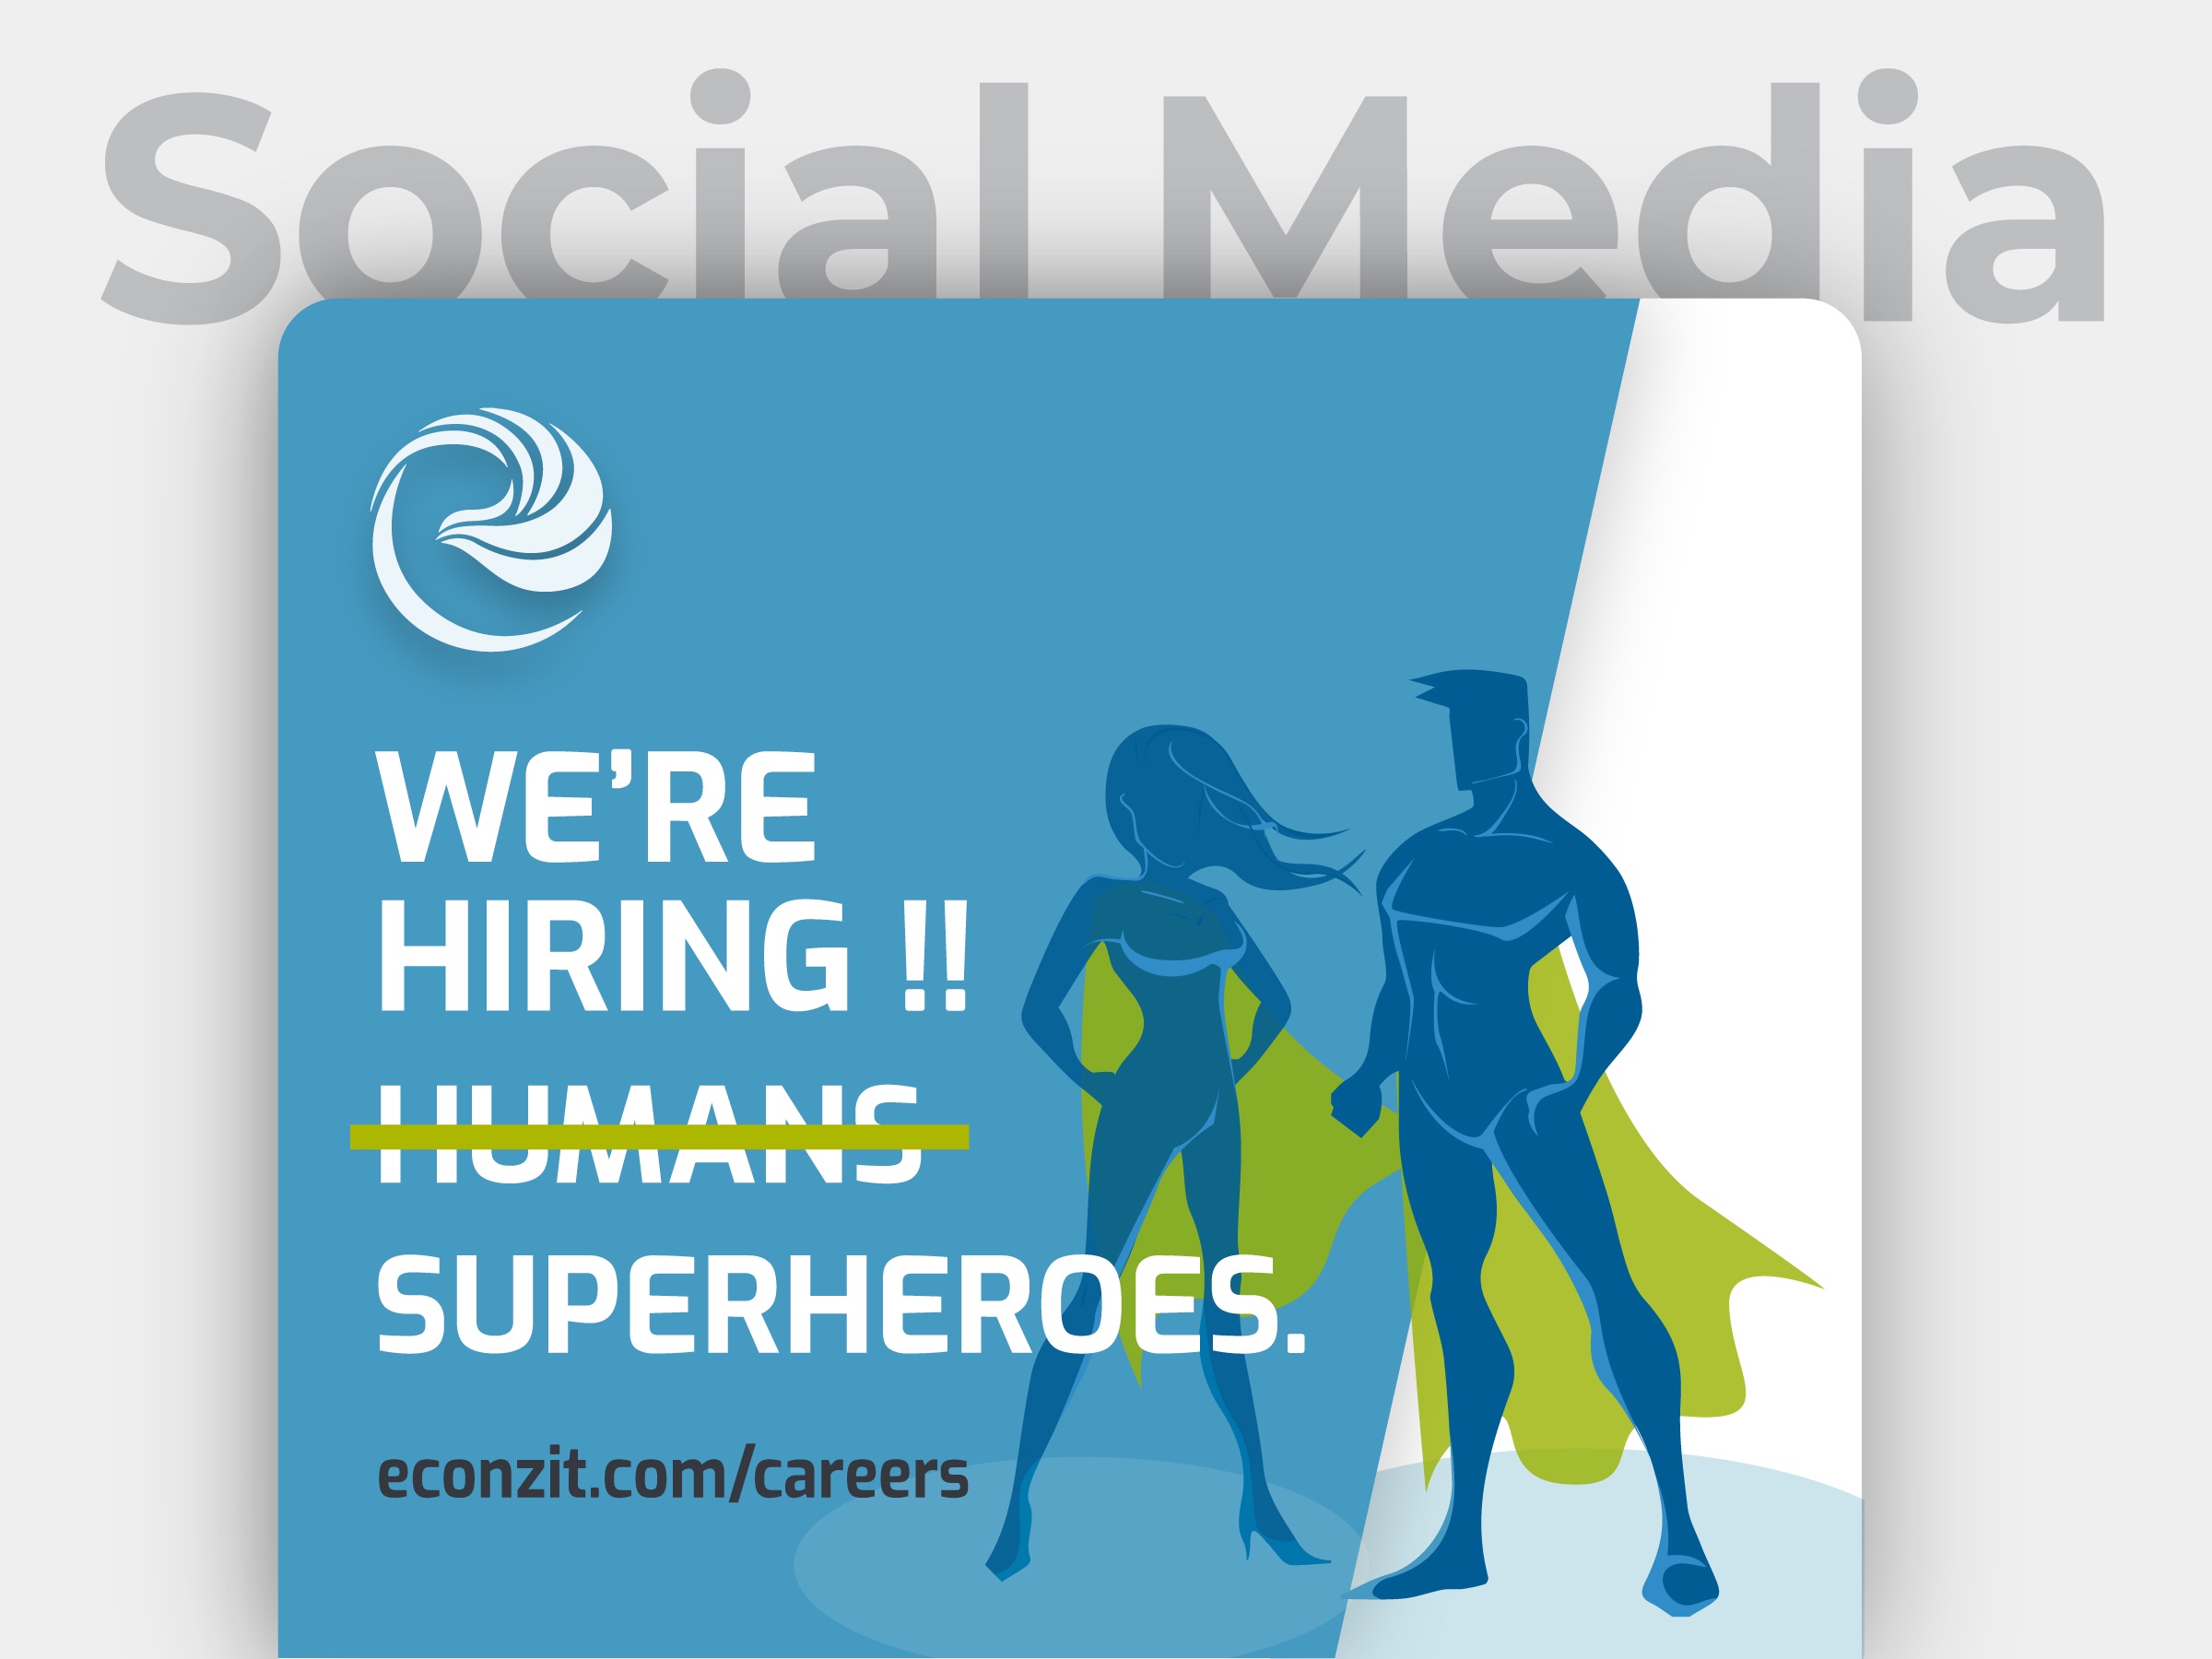 Social Media
WE’RE
HIRING !!
HUMANS
SUPERHEROES.
econzit.com/careers